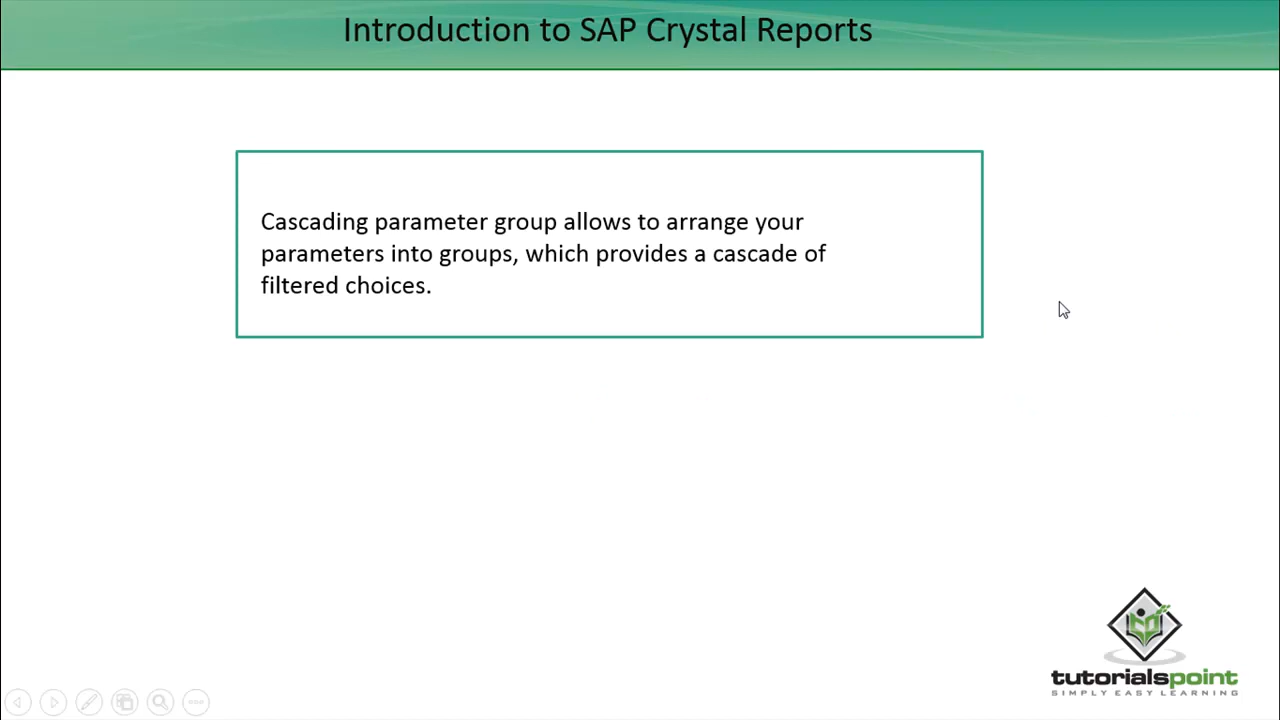 Introduction to SAP Crystal Reports
Cascading parameter group allows to arrange your
parameters into groups, which provides a cascade of
filtered choices.
tutorialspoint
SIMPLY EASY LEARNING